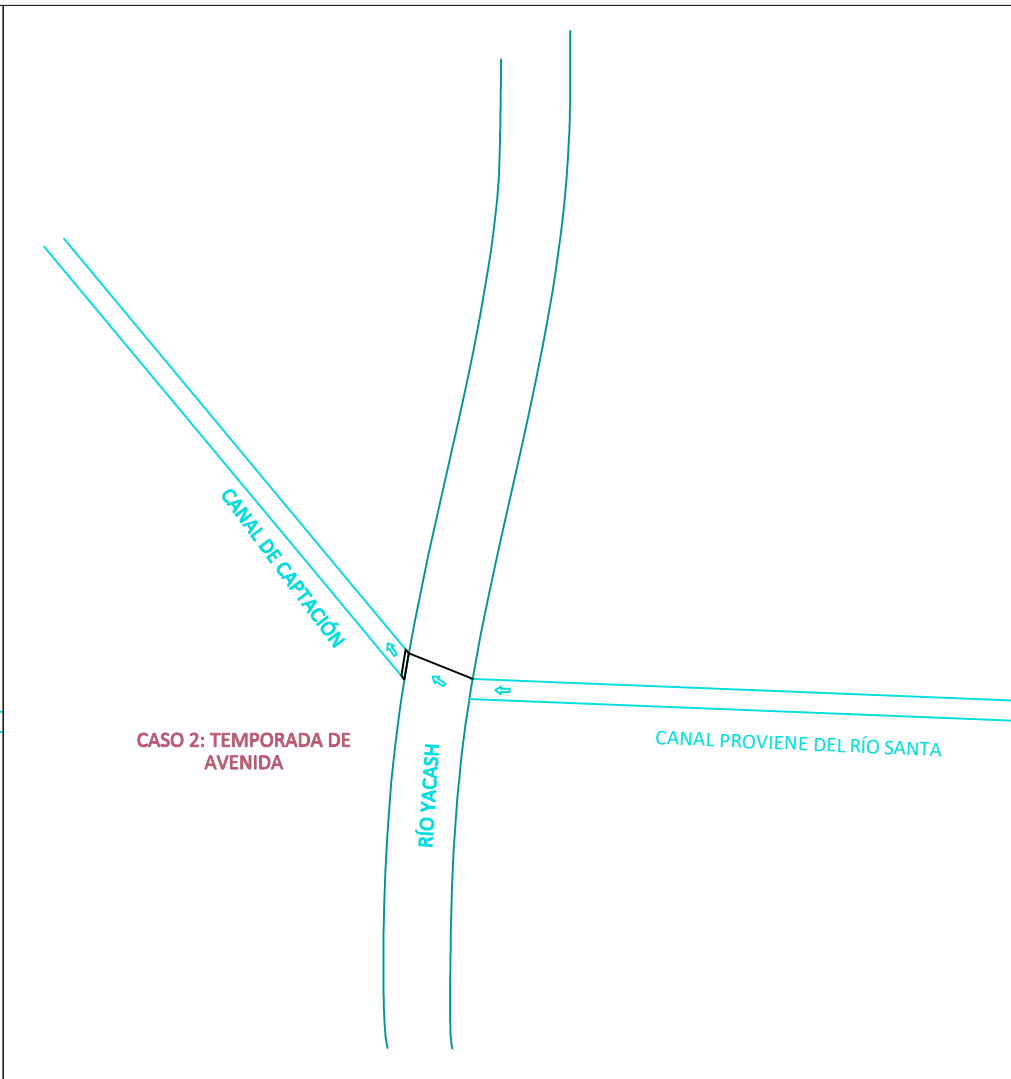 CANAL DE CAPTACIÓN
CASO 2: TEMPORADA DE
AVENIDA
RÍO YACASH
CANAL PROVIENE DEL RÍO SANTA